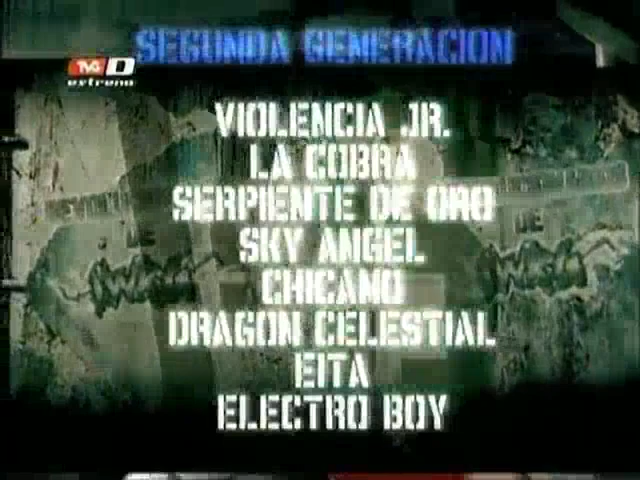 SEGUNDA GENERACION
TVC D
extremo
VIOLENCIA JR.
LA COBRA
SERPIENTE DE ORO
SKY ANGEL
CHICANO
DRAGON CELESTIAL
EITA
ELECTRO BOY